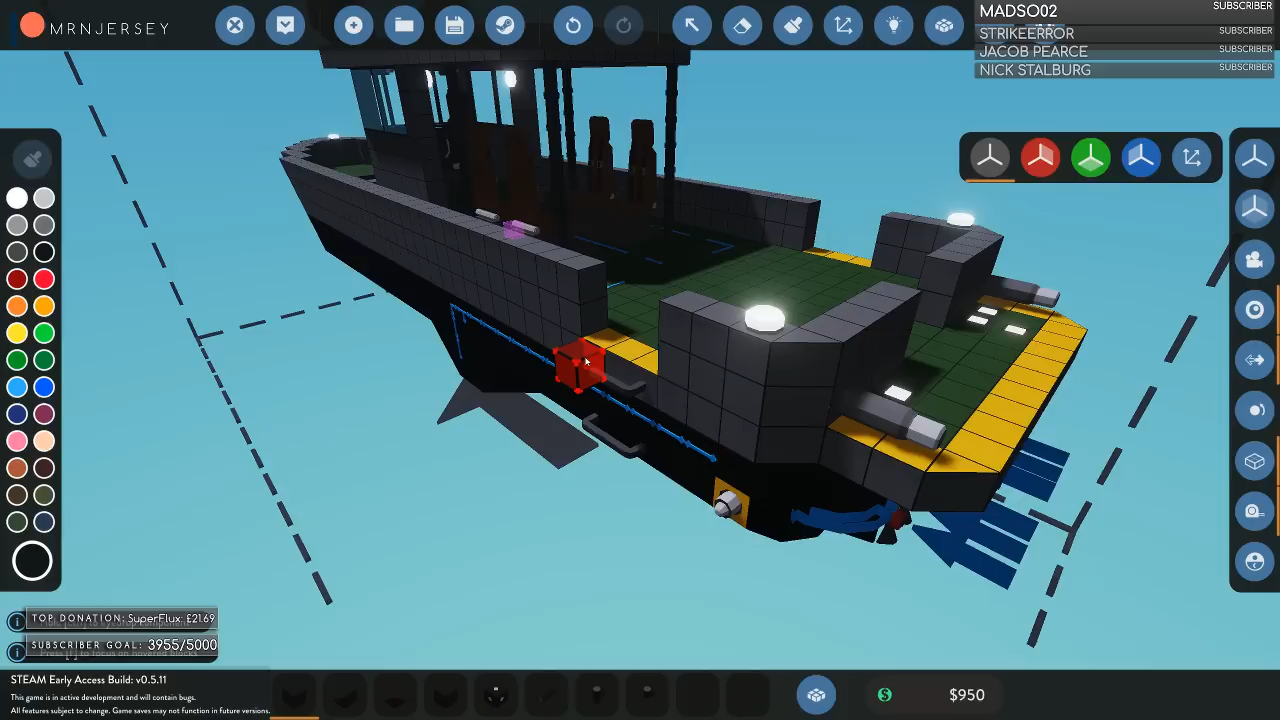 MRNJERSEY
MADSO02 SUBSCRIBER
STRIKEERROR SUBSCRIBER
JACOB PEARCE SUBSCRIBER
NICK STALBURG SUBSCRIBER
TOP DONATION: SuperFlux: £21.69
SUBSCRIBER GOAL: 3955/5000
STEAM Early Access Build: v0.5.11
This game is in active development and will contain bugs.
All features subject to change. Game saves may not function in future versions.
$ $950